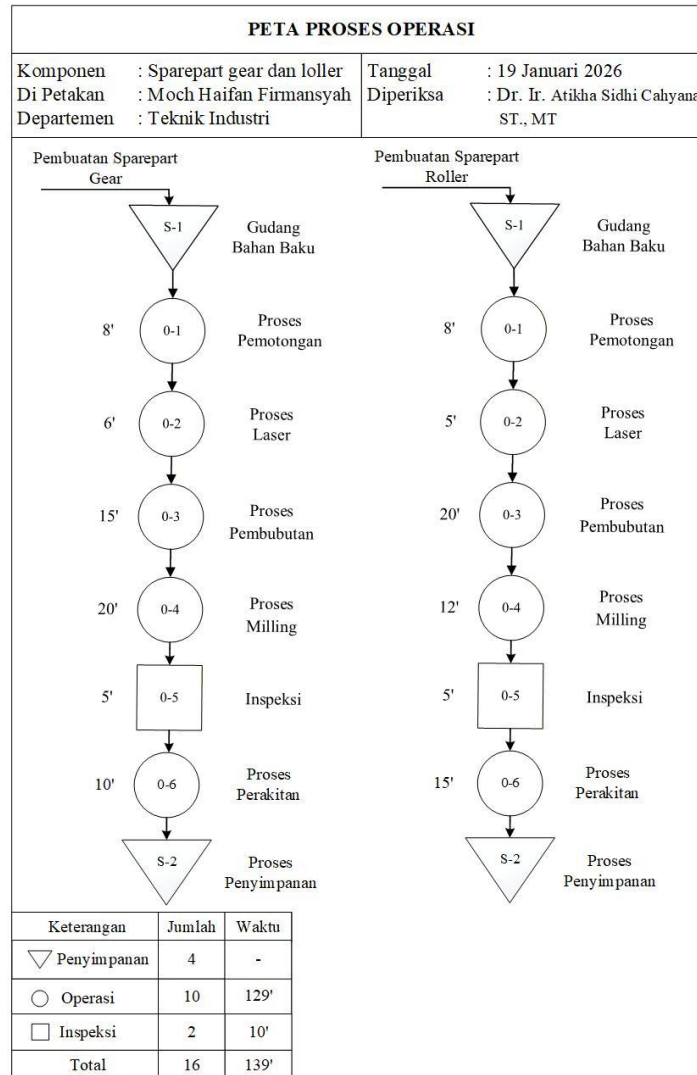 PETA PROSES OPERASI
Komponen : Sparepart gear dan loller
Di Petakan : Moch Haifan Firmansyah
Departemen : Teknik Industri
Tanggal : 19 Januari 2026
Diperiksa : Dr. Ir. Atikha Sidhi Cahyana
ST., MT
Pembuatan Sparepart
Gear
S-1
Gudang
Bahan Baku
8' 0-1 Proses
Pemotongan
6' 0-2 Proses
Laser
15' 0-3 Proses
Pembubutan
20' 0-4 Proses
Milling
5' 0-5 Inspeksi
10' 0-6 Proses
Perakitan
S-2 Proses
Penyimpanan
Pembuatan Sparepart
Roller
S-1
Gudang
Bahan Baku
8' 0-1 Proses
Pemotongan
5' 0-2 Proses
Laser
20' 0-3 Proses
Pembubutan
12' 0-4 Proses
Milling
5' 0-5 Inspeksi
15' 0-6 Proses
Perakitan
S-2 Proses
Penyimpanan
Keterangan Jumlah Waktu
Penyimpanan 4 -
Operasi 10 129'
Inspeksi 2 10'
Total 16 139'